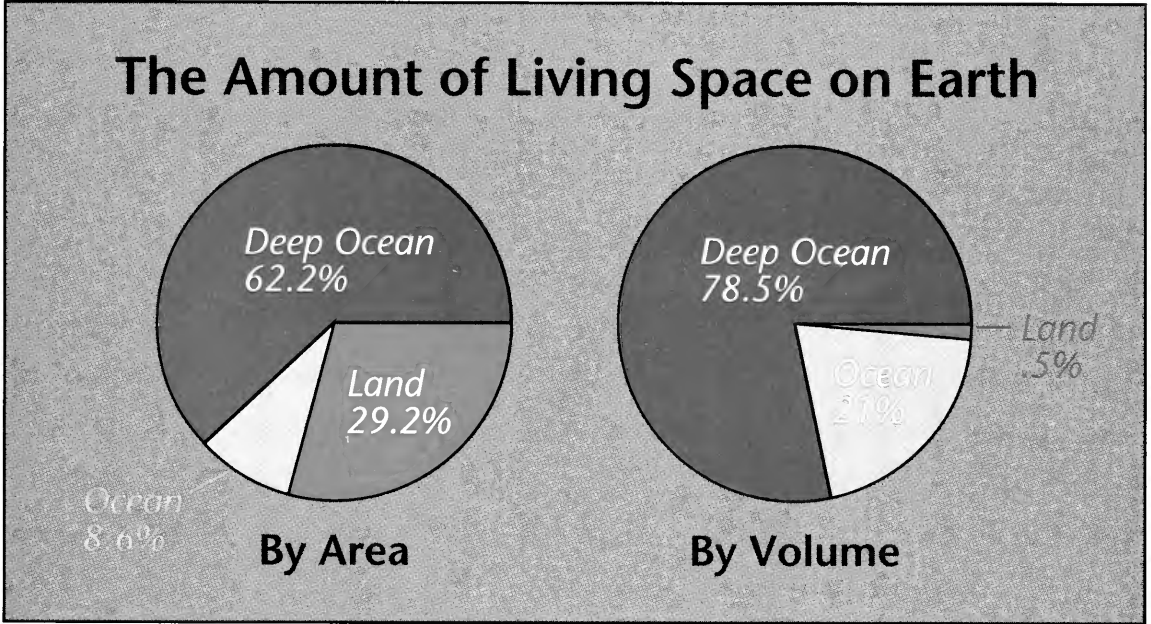 The Amount of Living Space on Earth
Deep Ocean
62.2%
Land
29.2%
Ocean
8.6%
By Area
Deep Ocean
78.5%
Land
.5%
Ocean
21%
By Volume